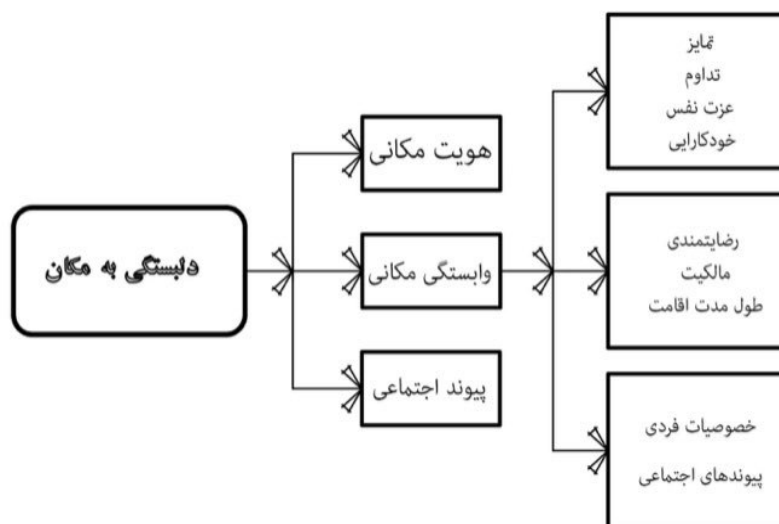 دلبستگی به مکان
هویت مکانی
وابستگی مکانی
پیوند اجتماعی
تمایز
تداوم
عزت نفس
خودکارایی
رضایتمندی
مالکیت
طول مدت اقامت
خصوصیات فردی
پیوندهای اجتماعی